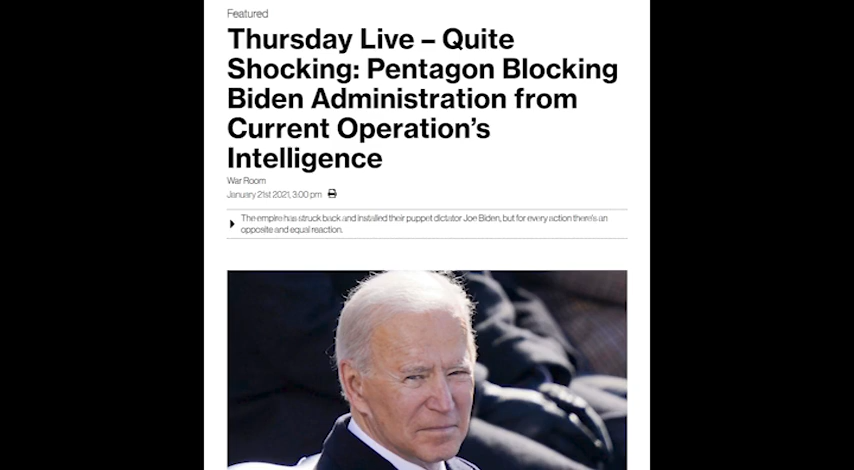 Featured
Thursday Live – Quite
Shocking: Pentagon Blocking
Biden Administration from
Current Operation’s
Intelligence
War Room
January 21st 2021, 3:00 pm
The empire has struck back and installed their puppet dictator Joe Biden, but for every action there's an
opposite and equal reaction.